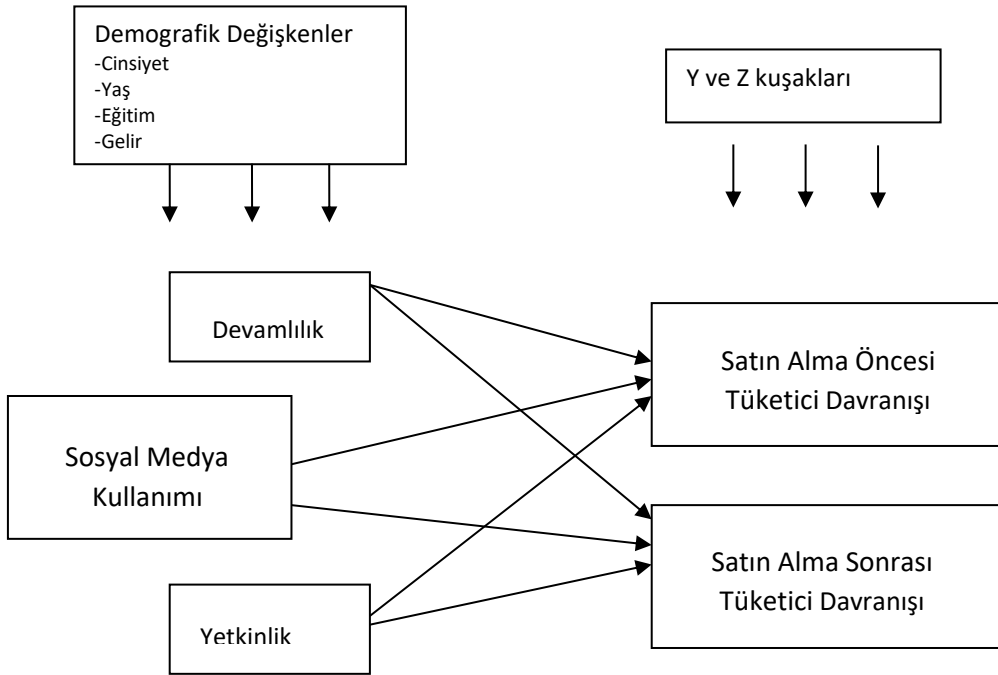 Demografik Değişkenler
-Cinsiyet
-Yaş
-Eğitim
-Gelir
Y ve Z kuşakları
Devamlılık
Satın Alma Öncesi
Tüketici Davranışı
Sosyal Medya
Kullanımı
Satın Alma Sonrası
Tüketici Davranışı
Yetkinlik